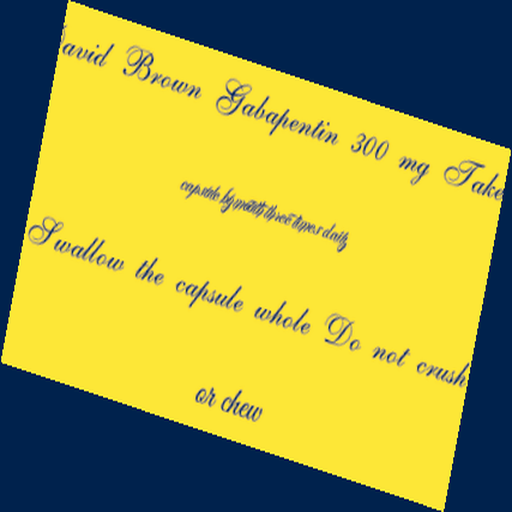 David Brown Gabapentin 300 mg Take
capsule by mouth three times daily
Swallow the capsule whole Do not crush
or chew